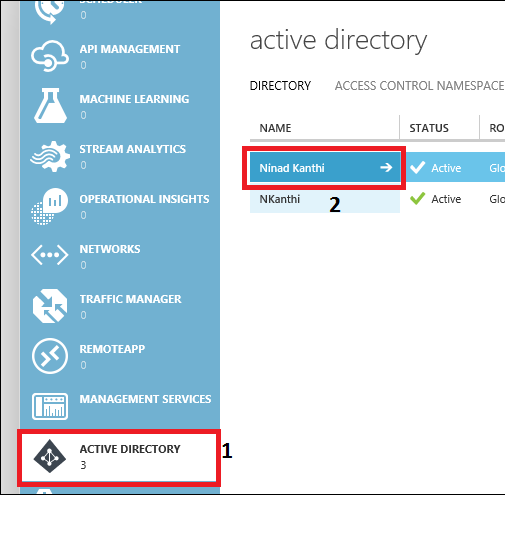 SCHEDULER
0
API MANAGEMENT
0
MACHINE LEARNING
0
STREAM ANALYTICS
0
OPERATIONAL INSIGHTS
0
NETWORKS
0
TRAFFIC MANAGER
0
REMOTEAPP
0
MANAGEMENT SERVICES
ACTIVE DIRECTORY
3
1
active directory
DIRECTORY ACCESS CONTROL NAMESPACE
NAME STATUS RO
Ninad Kanthi Active Glo
NKanthi Active Glo
2